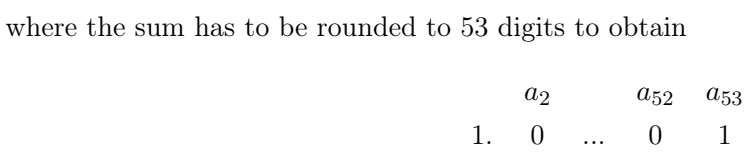 where the sum has to be rounded to 53 digits to obtain
a₂ a₅₂ a₅₃
1. 0 ... 0 1